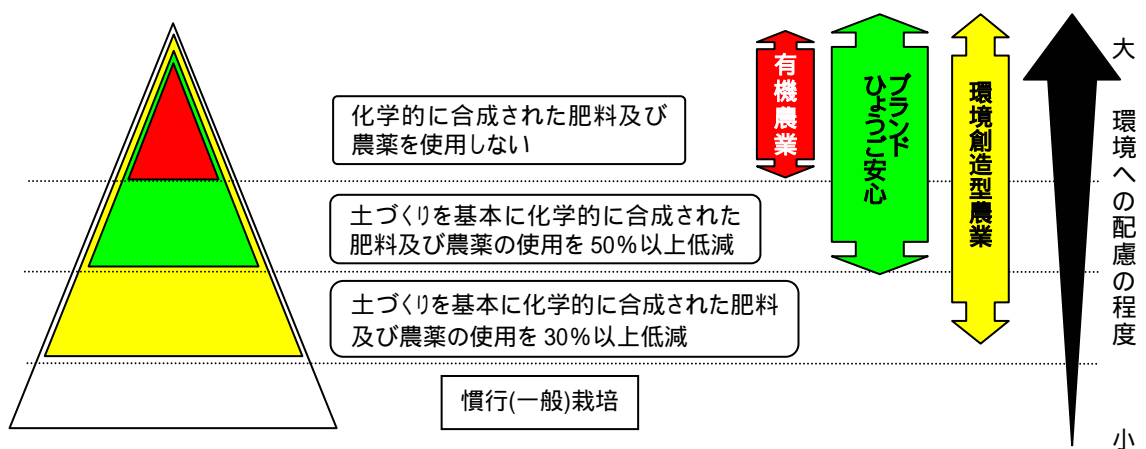 化学的に合成された肥料及び
農薬を使用しない
土づくりを基本に化学的に合成された
肥料及び農薬の使用を50%以上低減
土づくりを基本に化学的に合成された肥料
及び農薬の使用を30%以上低減
慣行(一般)栽培
有機農業
ブランド
ひょうご安心
環境創造型農業
大
環境への配慮の程度
小